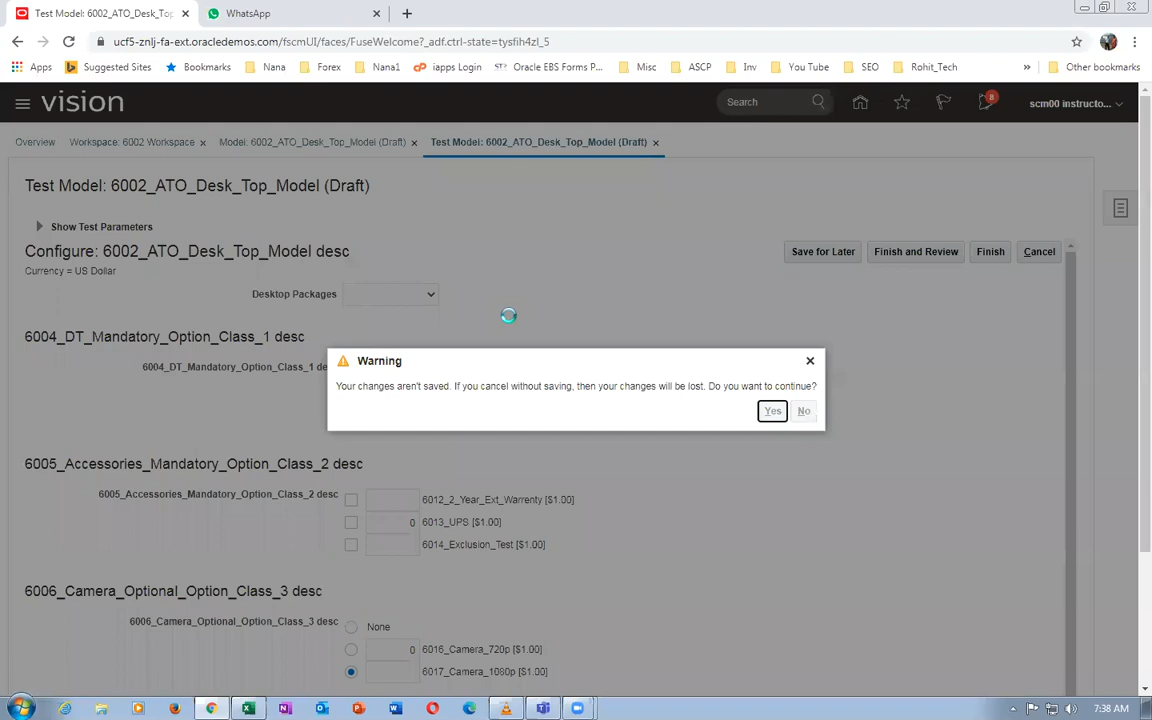 Test Model: 6002_ATO_Desk_Top_
WhatsApp
ucf5-znlj-fa-ext.oracledemos.com/fscmUI/faces/FuseWelcome?_adf.ctrl-state=tysfih4zl_5
Apps Suggested Sites Bookmarks Nana Forex Nana1 iapps Login Oracle EBS Forms P... Misc ASCP Inv You Tube SEO Rohit_Tech » Other bookmarks
vision Search 8 scm00 instructo...
Overview Workspace: 6002 Workspace Model: 6002_ATO_Desk_Top_Model (Draft) Test Model: 6002_ATO_Desk_Top_Model (Draft)
Test Model: 6002_ATO_Desk_Top_Model (Draft)
Show Test Parameters
Configure: 6002_ATO_Desk_Top_Model desc
Save for Later Finish and Review Finish Cancel
Currency = US Dollar
Desktop Packages
6004_DT_Mandatory_Option_Class_1 desc
6004_DT_Mandatory_Option_Class_1 de
Warning
Your changes aren't saved. If you cancel without saving, then your changes will be lost. Do you want to continue?
Yes No
6005_Accessories_Mandatory_Option_Class_2 desc
6005_Accessories_Mandatory_Option_Class_2 desc
6012_2_Year_Ext_Warrenty [$1.00]
0 6013_UPS [$1.00]
6014_Exclusion_Test [$1.00]
6006_Camera_Optional_Option_Class_3 desc
6006_Camera_Optional_Option_Class_3 desc
None
0 6016_Camera_720p [$1.00]
6017_Camera_1080p [$1.00]
7:38 AM